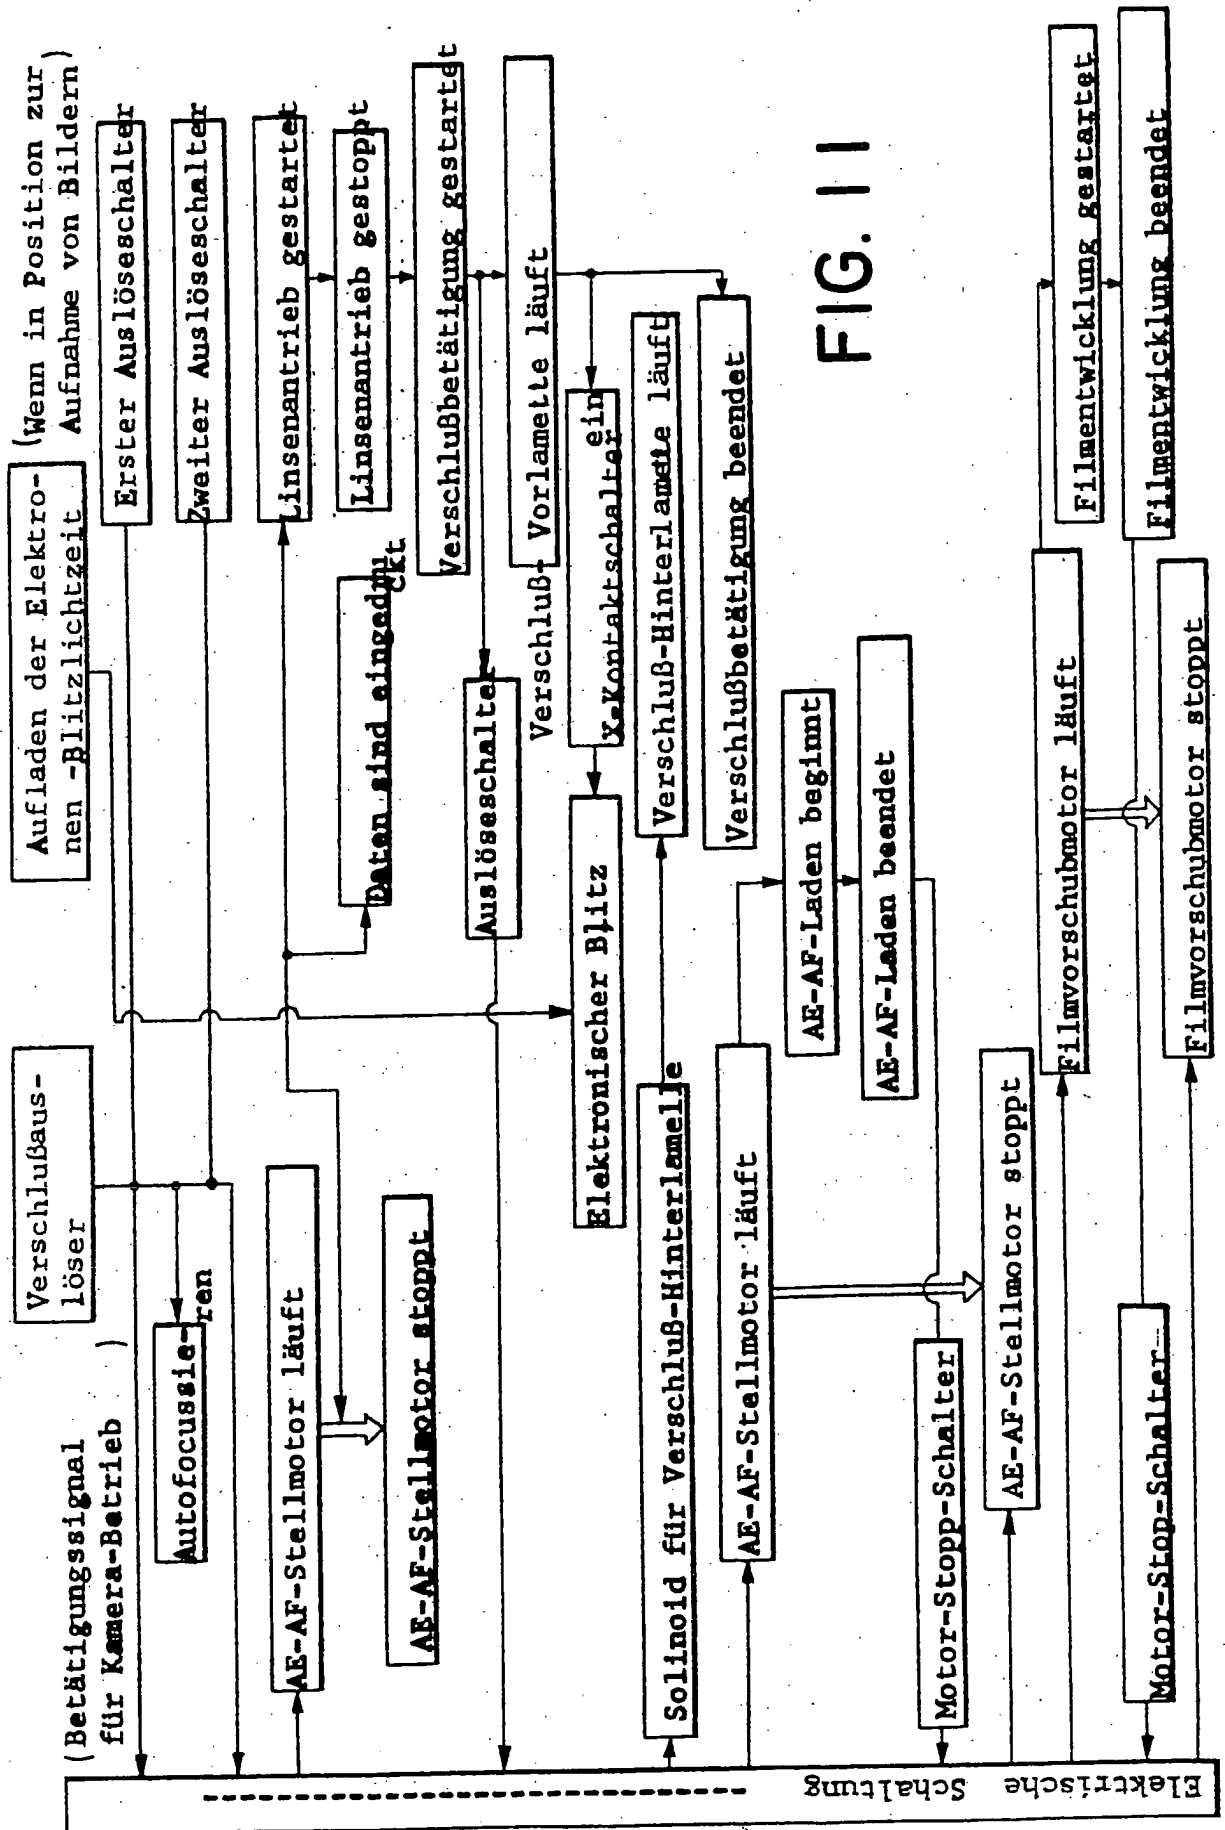 (Betätigungssignal
für Kamera-Betrieb)
Verschlußaus-
löser
Aufladen der Elektro-
nen-Blitzlichtzeit
(Wenn in Position zur
Aufnahme von Bildern)
Erster Auslöseschalter
Autofocussie-
ren
Zweiter Auslöseschalter
AE-AF-Stellmotor läuft
Linsenantrieb gestartet
AE-AF-Stellmotor stoppt
Daten sind eingedru
ckt
Linsenantrieb gestoppt
Verschlußbetätigung gestartet
Auslöseschalter
Verschluß- Vorlamelle läuft
Elektronischer Blitz
ein
X-Kontaktschalter
Solinoid für Verschluß-Hinterlamelle
Verschluß-Hinterlamelle läuft
Verschlußbetätigung beendet
AE-AF-Stellmotor läuft
AE-AF-Laden beginnt
AE-AF-Laden beendet
Motor-Stopp-Schalter
AE-AF-Stellmotor stoppt
Filmvorschubmotor läuft
Filmentwicklung gestartet
Filmentwicklung beendet
Motor-Stop-Schalter
Filmvorschubmotor stoppt
Elektrische Schaltung
FIG. 11